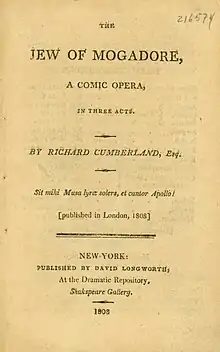 216574
THE
JEW OF MOGADORE,
A COMIC OPERA,
IN THREE ACTS.
BY RICHARD CUMBERLAND, Esq.
Sit mihi Musa lyræ solers, et cantor Apollo!
[published in London, 1808]
NEW-YORK:
PUBLISHED BY DAVID LONGWORTH;
At the Dramatic Repository,
Shakspeare Gallery.
1808